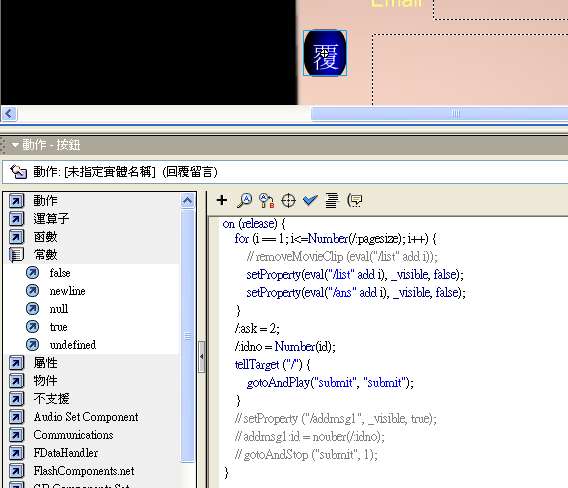 Email
覆
動作 - 按鈕
動作: [未指定實體名稱] (回覆留言)
動作
運算子
函數
常數
false
newline
null
true
undefined
屬性
物件
不支援
Audio Set Component
Communications
FDataHandler
FlashComponents.net
on (release) {
for (i == 1; i<=Number(/:pagesize); i++) {
// removeMovieClip (eval("/list" add i));
setProperty(eval("/list" add i), _visible, false);
setProperty(eval("/ans" add i), _visible, false);
}
/:ask = 2;
/:idno = Number(id);
tellTarget ("/") {
gotoAndPlay("submit", "submit");
}
// setProperty ("/addmsg1", _visible, true);
// addmsg1:id = nouber(/:idno);
// gotoAndStop ("submit", 1);
}